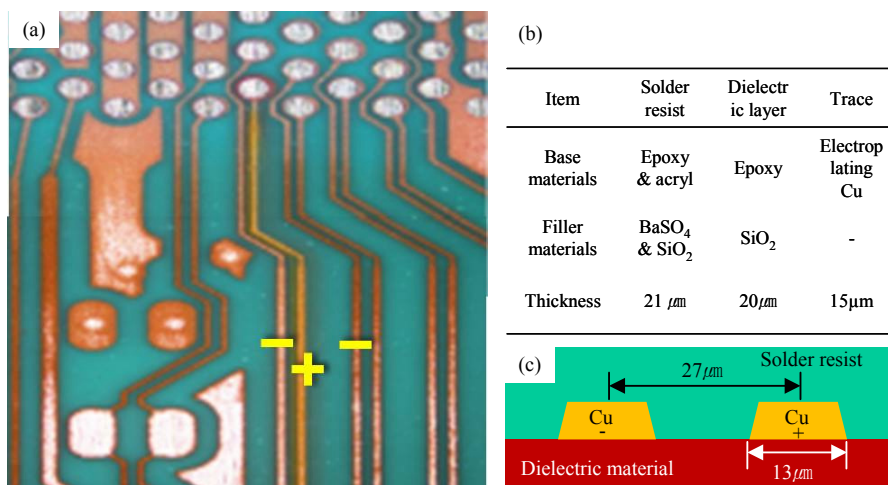 (a)
−
+
−
(b)
Item Solder resist Dielectr ic layer Trace
Base materials Epoxy & acryl Epoxy Electrop lating Cu
Filler materials BaSO₄ & SiO₂ SiO₂ -
Thickness 21 μm 20μm 15μm
(c)
Solder resist
27μm
Cu
-
Cu
+
Dielectric material
13μm